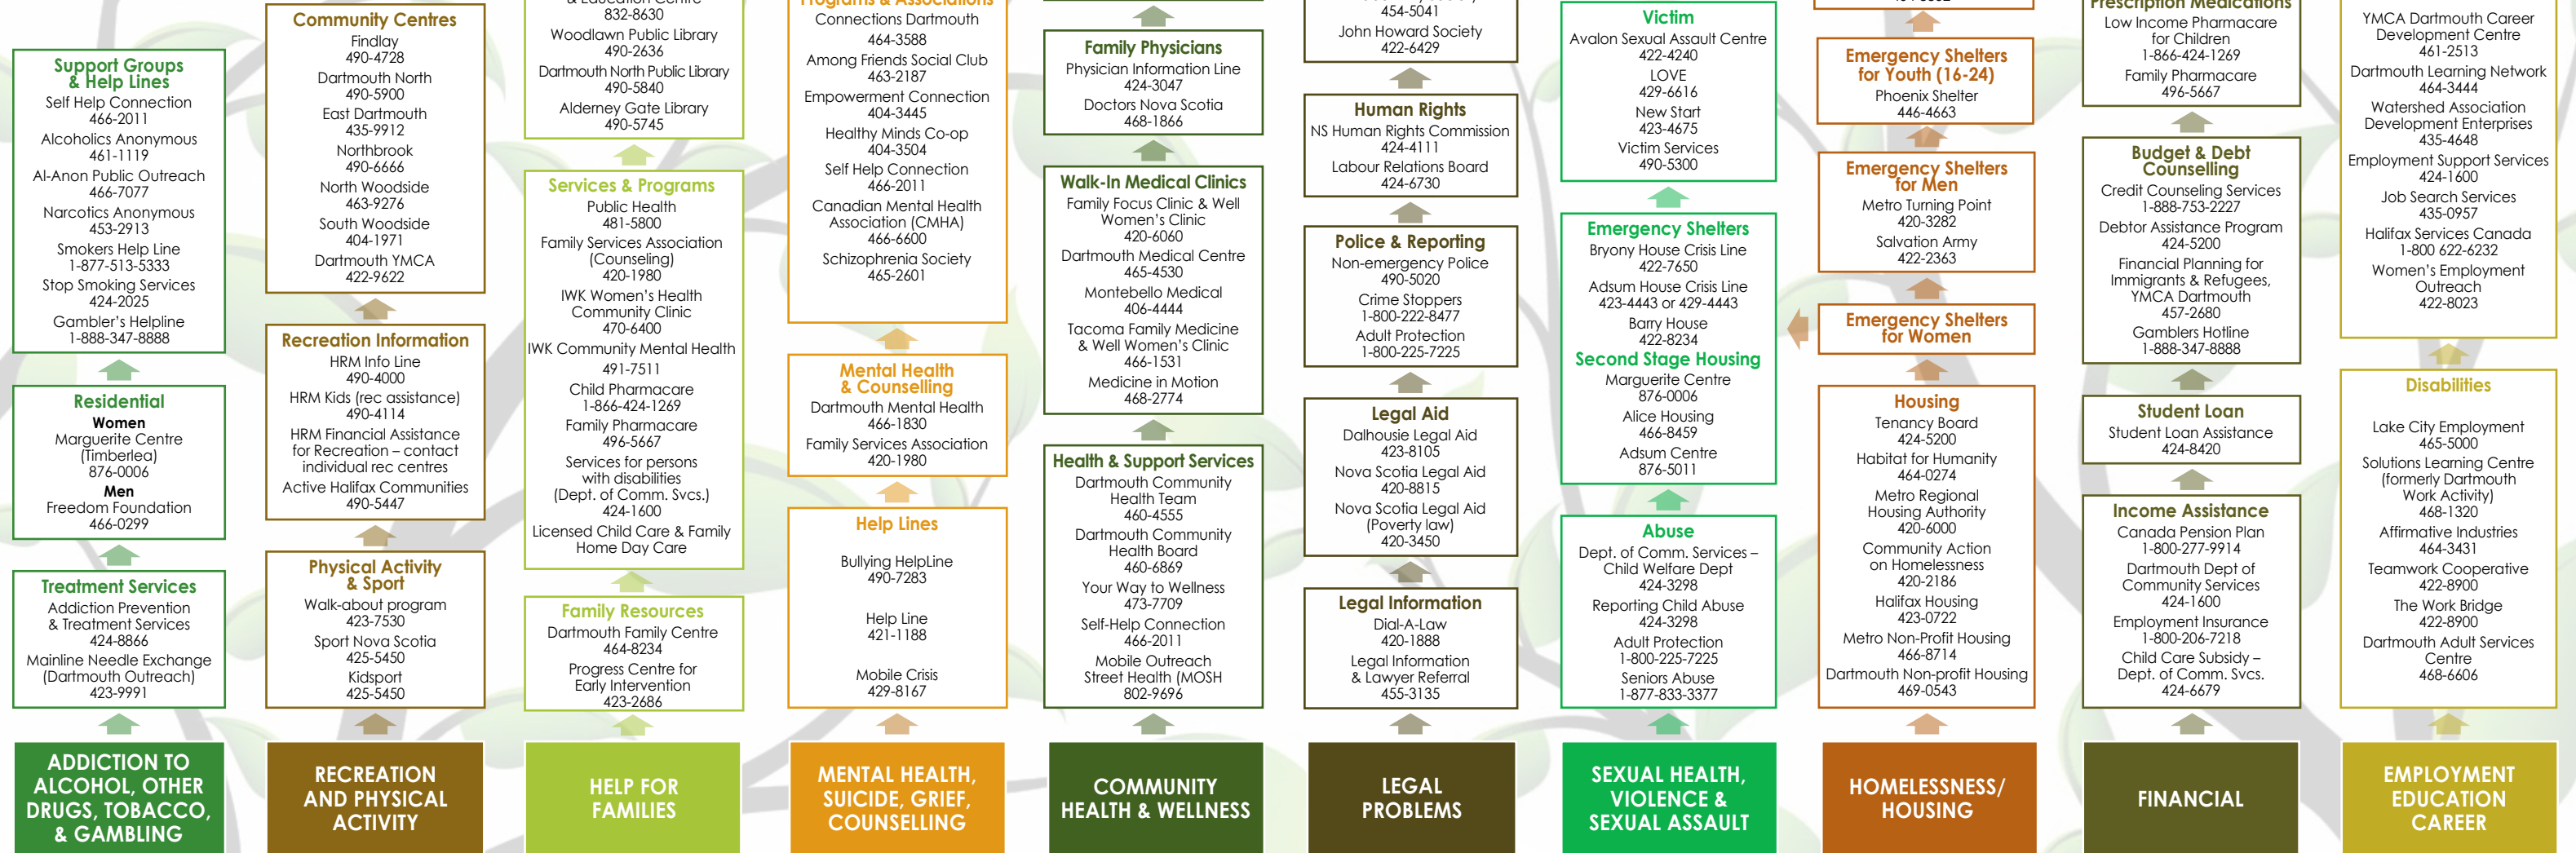 Support Groups
& Help Lines
Self Help Connection
466-2011
Alcoholics Anonymous
461-1119
Al-Anon Public Outreach
466-7077
Narcotics Anonymous
453-2913
Smokers Help Line
1-877-513-5333
Stop Smoking Services
424-2025
Gambler's Helpline
1-888-347-8888
Residential
Women
Marguerite Centre
(Timberlea)
876-0006
Men
Freedom Foundation
466-0299
Treatment Services
Addiction Prevention
& Treatment Services
424-8866
Mainline Needle Exchange
(Dartmouth Outreach)
423-9991
ADDICTION TO
ALCOHOL, OTHER
DRUGS, TOBACCO,
& GAMBLING
Community Centres
Findlay
490-4728
Dartmouth North
490-5900
East Dartmouth
435-9912
Northbrook
490-6666
North Woodside
463-9276
South Woodside
404-1971
Dartmouth YMCA
422-9622
Recreation Information
HRM Info Line
490-4000
HRM Kids (rec assistance)
490-4114
HRM Financial Assistance
for Recreation – contact
individual rec centres
Active Halifax Communities
490-5447
Physical Activity
& Sport
Walk-about program
423-7530
Sport Nova Scotia
425-5450
Kidsport
425-5450
RECREATION
AND PHYSICAL
ACTIVITY
& Education Centre
832-8630
Woodlawn Public Library
490-2636
Dartmouth North Public Library
490-5840
Alderney Gate Library
490-5745
Services & Programs
Public Health
481-5800
Family Services Association
(Counseling)
420-1980
IWK Women's Health
Community Clinic
470-6400
IWK Community Mental Health
491-7511
Child Pharmacare
1-866-424-1269
Family Pharmacare
496-5667
Services for persons
with disabilities
(Dept. of Comm. Svcs.)
424-1600
Licensed Child Care & Family
Home Day Care
Family Resources
Dartmouth Family Centre
464-8234
Progress Centre for
Early Intervention
423-2686
HELP FOR
FAMILIES
Programs & Associations
Connections Dartmouth
464-3588
Among Friends Social Club
463-2187
Empowerment Connection
404-3445
Healthy Minds Co-op
404-3504
Self Help Connection
466-2011
Canadian Mental Health
Association (CMHA)
466-6600
Schizophrenia Society
465-2601
Mental Health
& Counselling
Dartmouth Mental Health
466-1830
Family Services Association
420-1980
Help Lines
Bullying HelpLine
490-7283
Help Line
421-1188
Mobile Crisis
429-8167
MENTAL HEALTH,
SUICIDE, GRIEF,
COUNSELLING
Family Physicians
Physician Information Line
424-3047
Doctors Nova Scotia
468-1866
Walk-In Medical Clinics
Family Focus Clinic & Well
Women's Clinic
420-6060
Dartmouth Medical Centre
465-4530
Montebello Medical
406-4444
Tacoma Family Medicine
& Well Women's Clinic
466-1531
Medicine in Motion
468-2774
Health & Support Services
Dartmouth Community
Health Team
460-4555
Dartmouth Community
Health Board
460-6869
Your Way to Wellness
473-7709
Self-Help Connection
466-2011
Mobile Outreach
Street Health (MOSH
802-9696
COMMUNITY
HEALTH & WELLNESS
454-5041
John Howard Society
422-6429
Human Rights
NS Human Rights Commission
424-4111
Labour Relations Board
424-6730
Police & Reporting
Non-emergency Police
490-5020
Crime Stoppers
1-800-222-8477
Adult Protection
1-800-225-7225
Legal Aid
Dalhousie Legal Aid
423-8105
Nova Scotia Legal Aid
420-8815
Nova Scotia Legal Aid
(Poverty law)
420-3450
Legal Information
Dial-A-Law
420-1888
Legal Information
& Lawyer Referral
455-3135
LEGAL
PROBLEMS
Victim
Avalon Sexual Assault Centre
422-4240
LOVE
429-6616
New Start
423-4675
Victim Services
490-5300
Emergency Shelters
Bryony House Crisis Line
422-7650
Adsum House Crisis Line
423-4443 or 429-4443
Barry House
422-8234
Second Stage Housing
Marguerite Centre
876-0006
Alice Housing
466-8459
Adsum Centre
876-5011
Abuse
Dept. of Comm. Services –
Child Welfare Dept
424-3298
Reporting Child Abuse
424-3298
Adult Protection
1-800-225-7225
Seniors Abuse
1-877-833-3377
SEXUAL HEALTH,
VIOLENCE &
SEXUAL ASSAULT
Emergency Shelters
for Youth (16-24)
Phoenix Shelter
446-4663
Emergency Shelters
for Men
Metro Turning Point
420-3282
Salvation Army
422-2363
Emergency Shelters
for Women
Housing
Tenancy Board
424-5200
Habitat for Humanity
464-0274
Metro Regional
Housing Authority
420-6000
Community Action
on Homelessness
420-2186
Halifax Housing
423-0722
Metro Non-Profit Housing
466-8714
Dartmouth Non-profit Housing
469-0543
HOMELESSNESS/
HOUSING
Prescription Medications
Low Income Pharmacare
for Children
1-866-424-1269
Family Pharmacare
496-5667
Budget & Debt
Counselling
Credit Counseling Services
1-888-753-2227
Debtor Assistance Program
424-5200
Financial Planning for
Immigrants & Refugees,
YMCA Dartmouth
457-2680
Gamblers Hotline
1-888-347-8888
Student Loan
Student Loan Assistance
424-8420
Income Assistance
Canada Pension Plan
1-800-277-9914
Dartmouth Dept of
Community Services
424-1600
Employment Insurance
1-800-206-7218
Child Care Subsidy –
Dept. of Comm. Svcs.
424-6679
FINANCIAL
YMCA Dartmouth Career
Development Centre
461-2513
Dartmouth Learning Network
464-3444
Watershed Association
Development Enterprises
435-4648
Employment Support Services
424-1600
Job Search Services
435-0957
Halifax Services Canada
1-800 622-6232
Women's Employment
Outreach
422-8023
Disabilities
Lake City Employment
465-5000
Solutions Learning Centre
(formerly Dartmouth
Work Activity)
468-1320
Affirmative Industries
464-3431
Teamwork Cooperative
422-8900
The Work Bridge
422-8900
Dartmouth Adult Services
Centre
468-6606
EMPLOYMENT
EDUCATION
CAREER